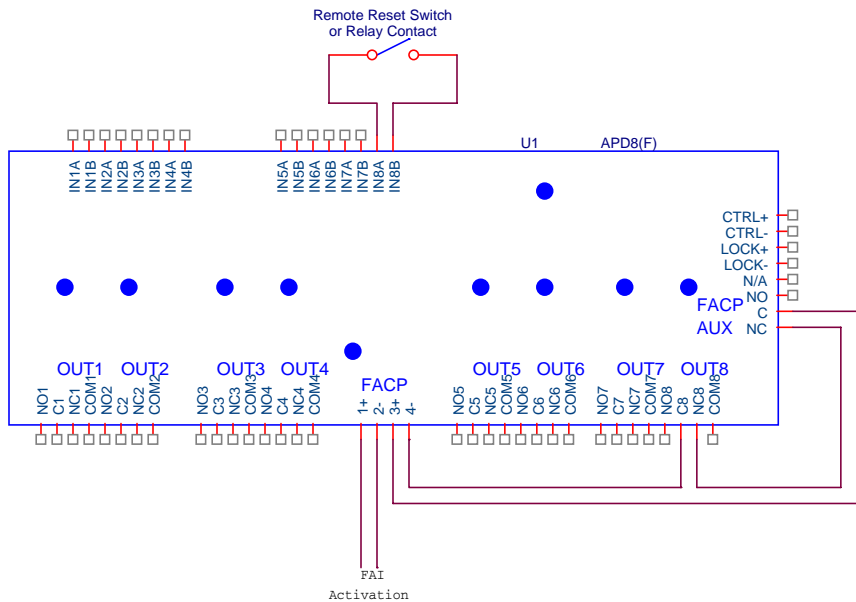 Remote Reset Switch
or Relay Contact
U1
APD8(F)
IN1A
IN1B
IN2A
IN2B
IN3A
IN3B
IN4A
IN4B
IN5A
IN5B
IN6A
IN6B
IN7A
IN7B
IN8A
IN8B
CTRL+
CTRL-
LOCK+
LOCK-
N/A
NO
C
NC
FACP
AUX
OUT1
OUT2
OUT3
OUT4
FACP
OUT5
OUT6
OUT7
OUT8
NO1
C1
NC1
COM1
NO2
C2
NC2
COM2
NO3
C3
NC3
COM3
NO4
C4
NC4
COM4
1+
2-
3+
4-
NO5
C5
NC5
COM5
NO6
C6
NC6
COM6
NO7
C7
NC7
COM7
NO8
C8
NC8
COM8
FAI
Activation